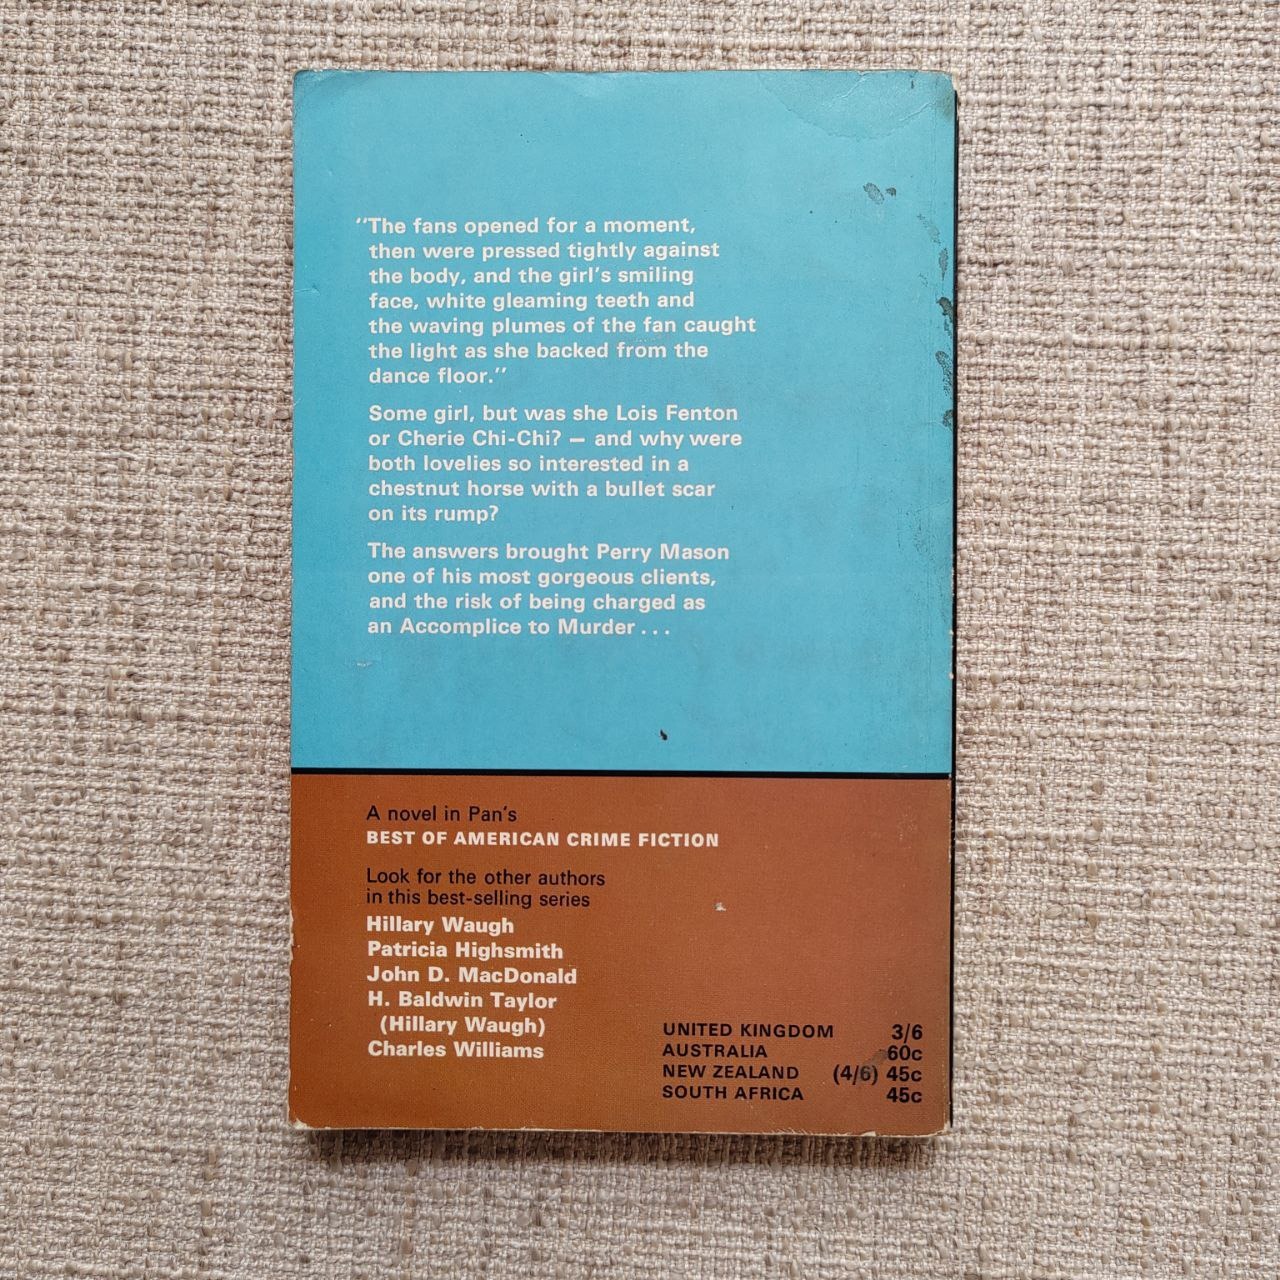 "The fans opened for a moment,
then were pressed tightly against
the body, and the girl's smiling
face, white gleaming teeth and
the waving plumes of the fan caught
the light as she backed from the
dance floor."
Some girl, but was she Lois Fenton
or Cherie Chi-Chi? – and why were
both lovelies so interested in a
chestnut horse with a bullet scar
on its rump?
The answers brought Perry Mason
one of his most gorgeous clients,
and the risk of being charged as
an Accomplice to Murder . . .
A novel in Pan's
BEST OF AMERICAN CRIME FICTION
Look for the other authors
in this best-selling series
Hillary Waugh
Patricia Highsmith
John D. MacDonald
H. Baldwin Taylor
(Hillary Waugh)
Charles Williams
UNITED KINGDOM 3/6
AUSTRALIA 60c
NEW ZEALAND (4/6) 45c
SOUTH AFRICA 45c